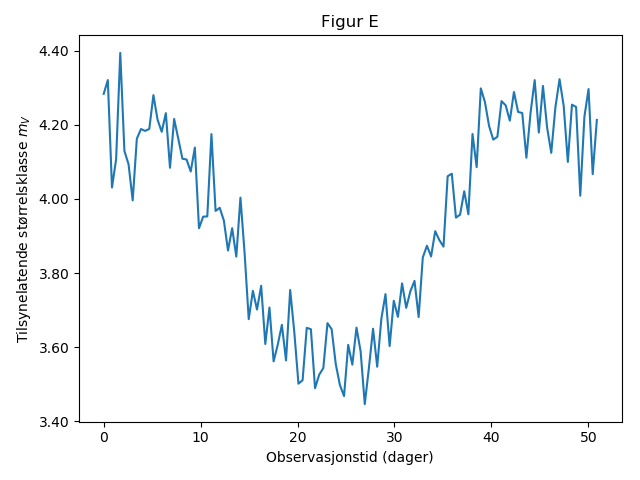 Figur E
4.40
4.20
4.00
3.80
3.60
3.40
Tilsynelatende størrelsklasse $m_V$
0 10 20 30 40 50
Observasjonstid (dager)